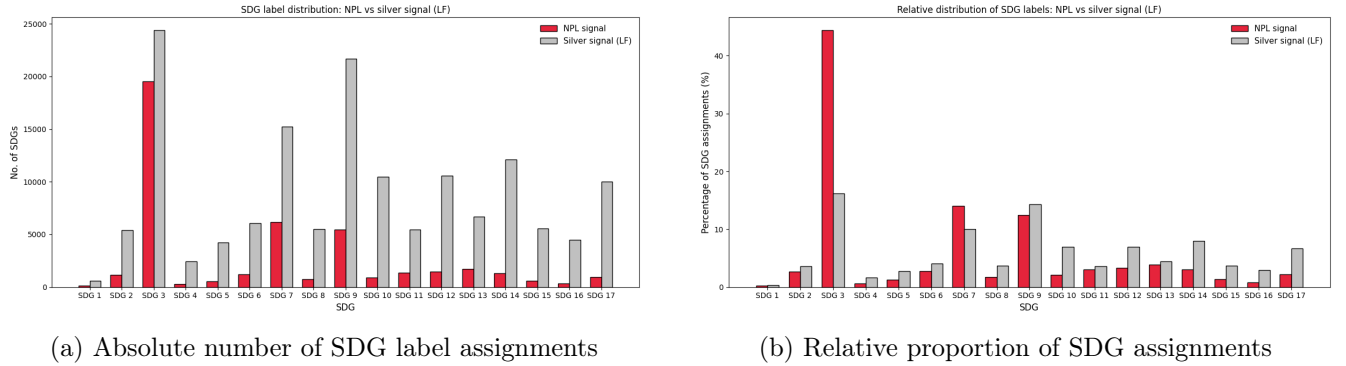 SDG label distribution: NPL vs silver signal (LF)
NPL signal
Silver signal (LF)
No. of SDGs
25000
20000
15000
10000
5000
0
SDG 1 SDG 2 SDG 3 SDG 4 SDG 5 SDG 6 SDG 7 SDG 8 SDG 9 SDG 10 SDG 11 SDG 12 SDG 13 SDG 14 SDG 15 SDG 16 SDG 17
SDG
(a) Absolute number of SDG label assignments
Relative distribution of SDG labels: NPL vs silver signal (LF)
NPL signal
Silver signal (LF)
Percentage of SDG assignments (%)
40
30
20
10
0
SDG 1 SDG 2 SDG 3 SDG 4 SDG 5 SDG 6 SDG 7 SDG 8 SDG 9 SDG 10 SDG 11 SDG 12 SDG 13 SDG 14 SDG 15 SDG 16 SDG 17
SDG
(b) Relative proportion of SDG assignments